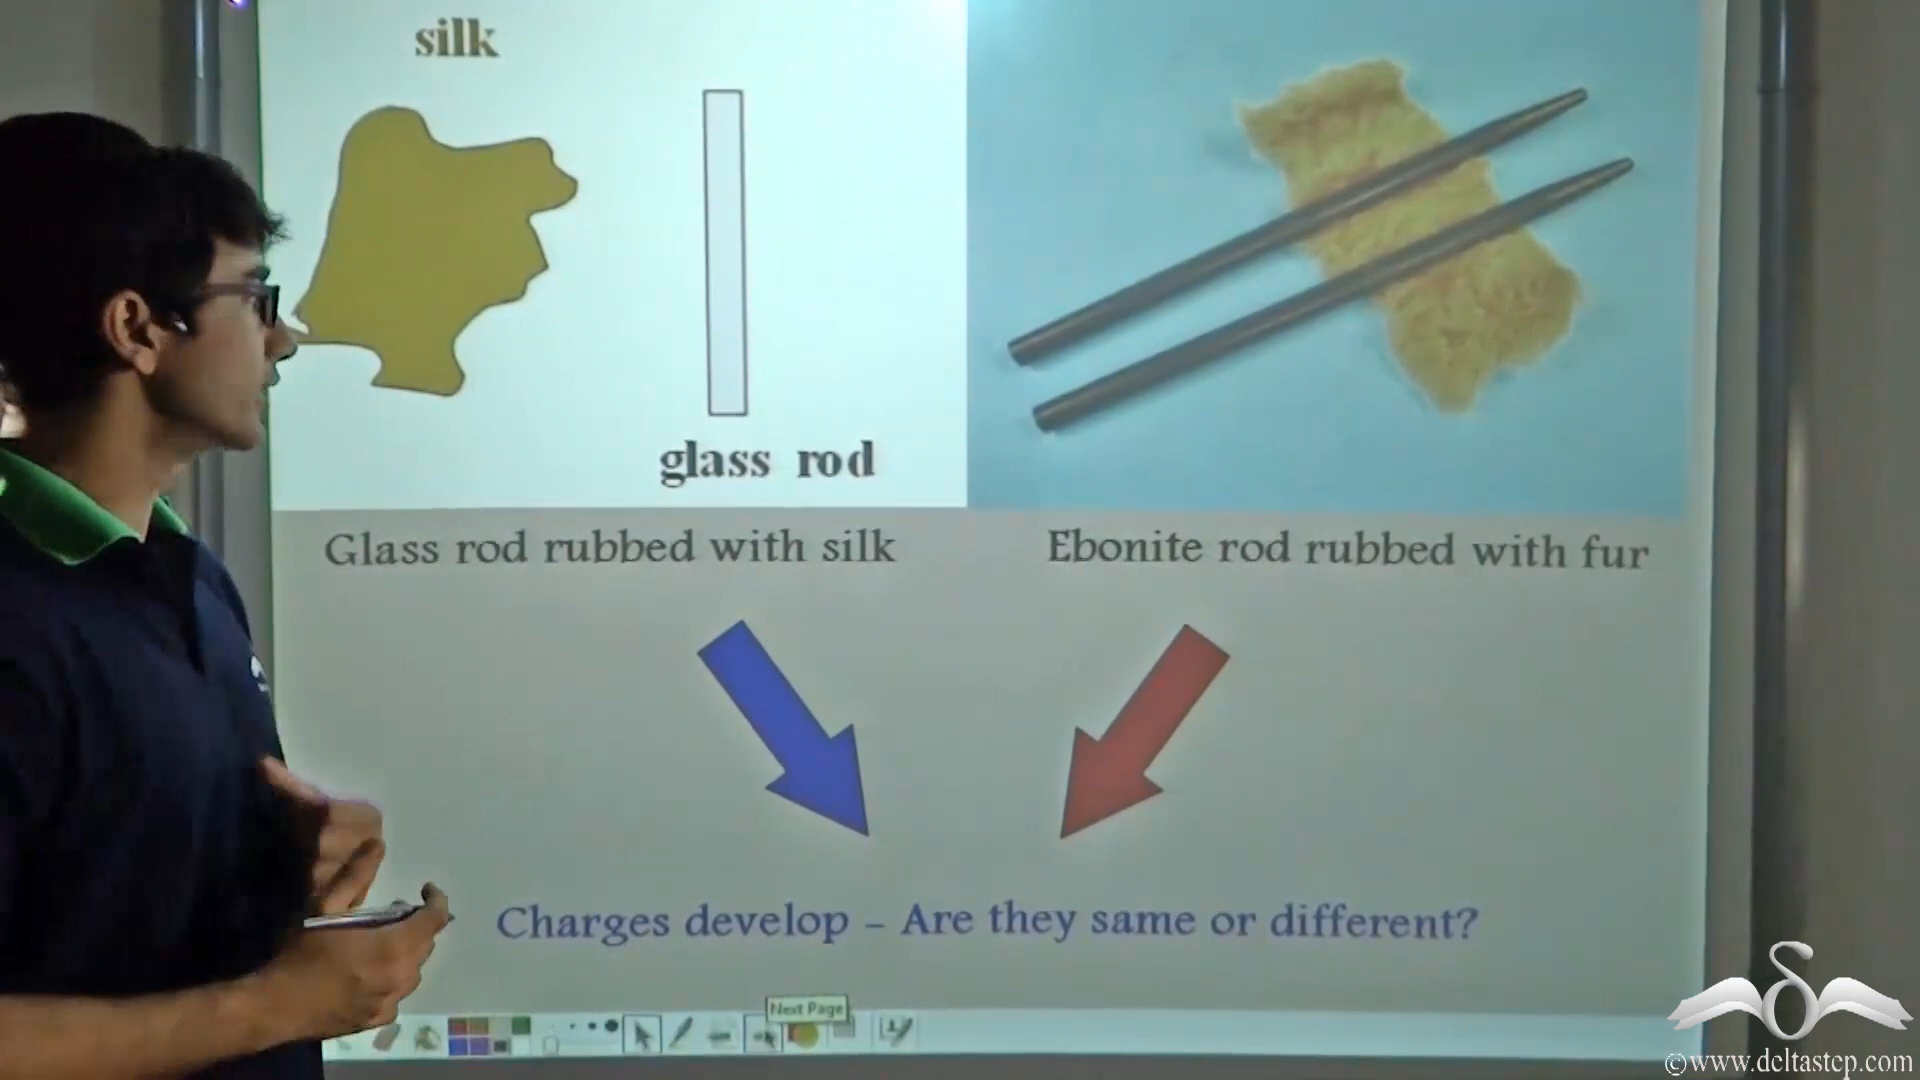 silk
glass rod
Glass rod rubbed with silk
Ebonite rod rubbed with fur
Charges develop – Are they same or different?
Next Page
©www.deltastep.com